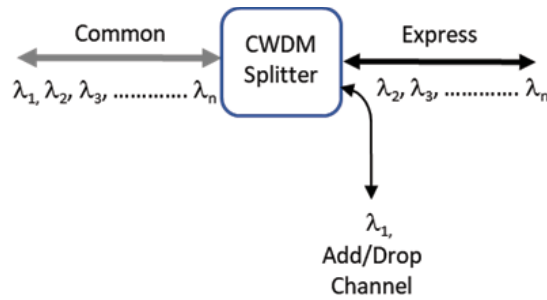 Common
λ1, λ2, λ3, ............. λn
CWDM
Splitter
Express
λ2, λ3, ............. λn
λ1,
Add/Drop
Channel